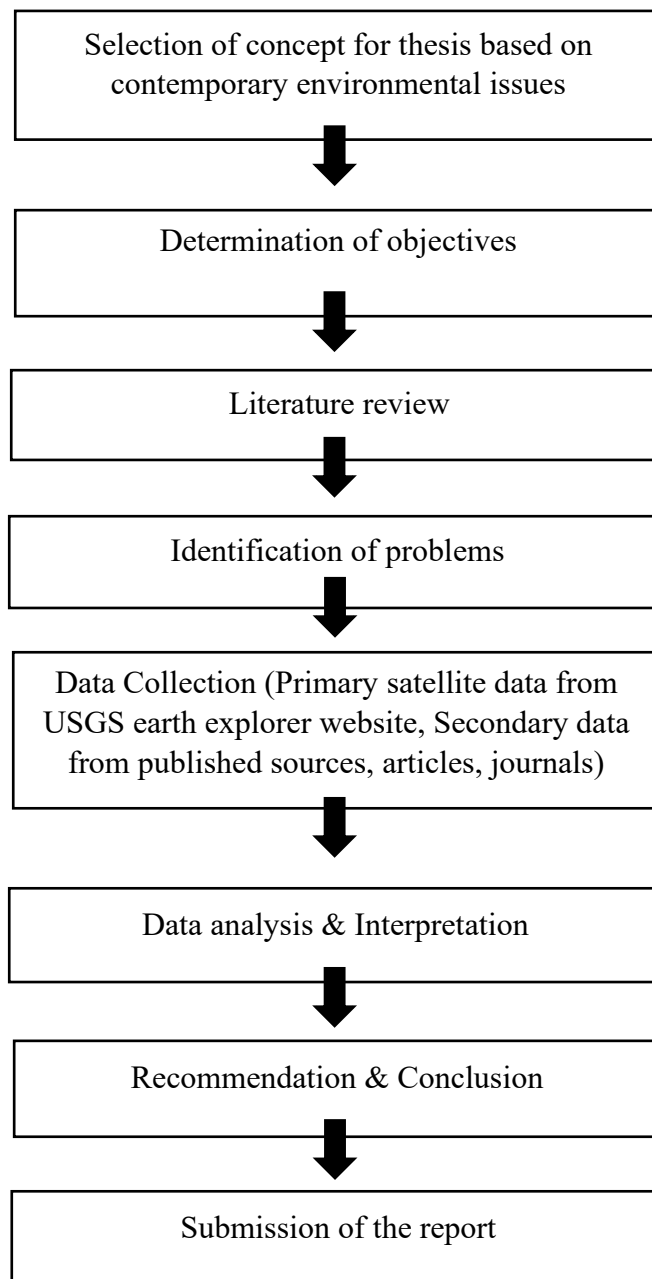 Selection of concept for thesis based on
contemporary environmental issues
Determination of objectives
Literature review
Identification of problems
Data Collection (Primary satellite data from
USGS earth explorer website, Secondary data
from published sources, articles, journals)
Data analysis & Interpretation
Recommendation & Conclusion
Submission of the report